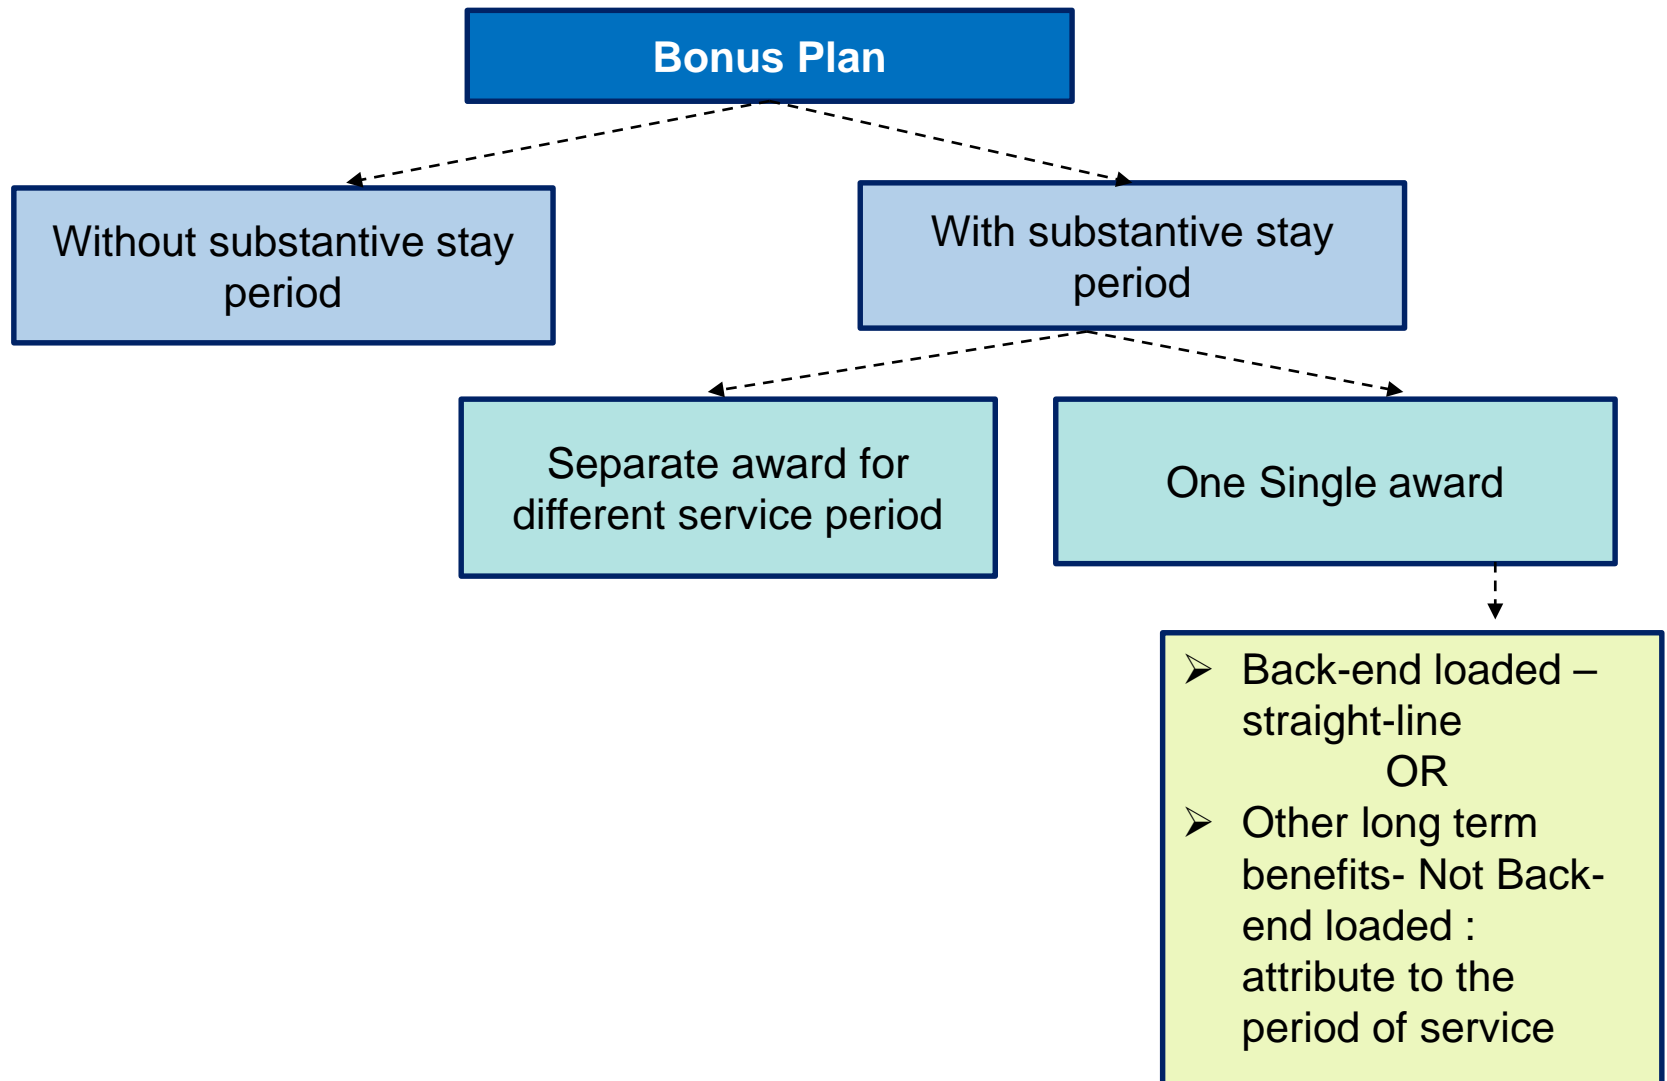 Bonus Plan
Without substantive stay
period
With substantive stay
period
Separate award for
different service period
One Single award
➢ Back-end loaded –
straight-line
OR
➢ Other long term
benefits- Not Back-
end loaded :
attribute to the
period of service